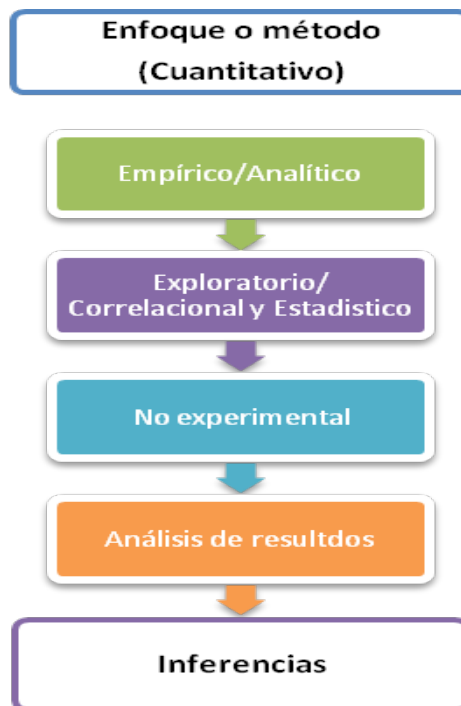 Enfoque o método
(Cuantitativo)
Empírico/Analítico
Exploratorio/
Correlacional y Estadistico
No experimental
Análisis de resultdos
Inferencias